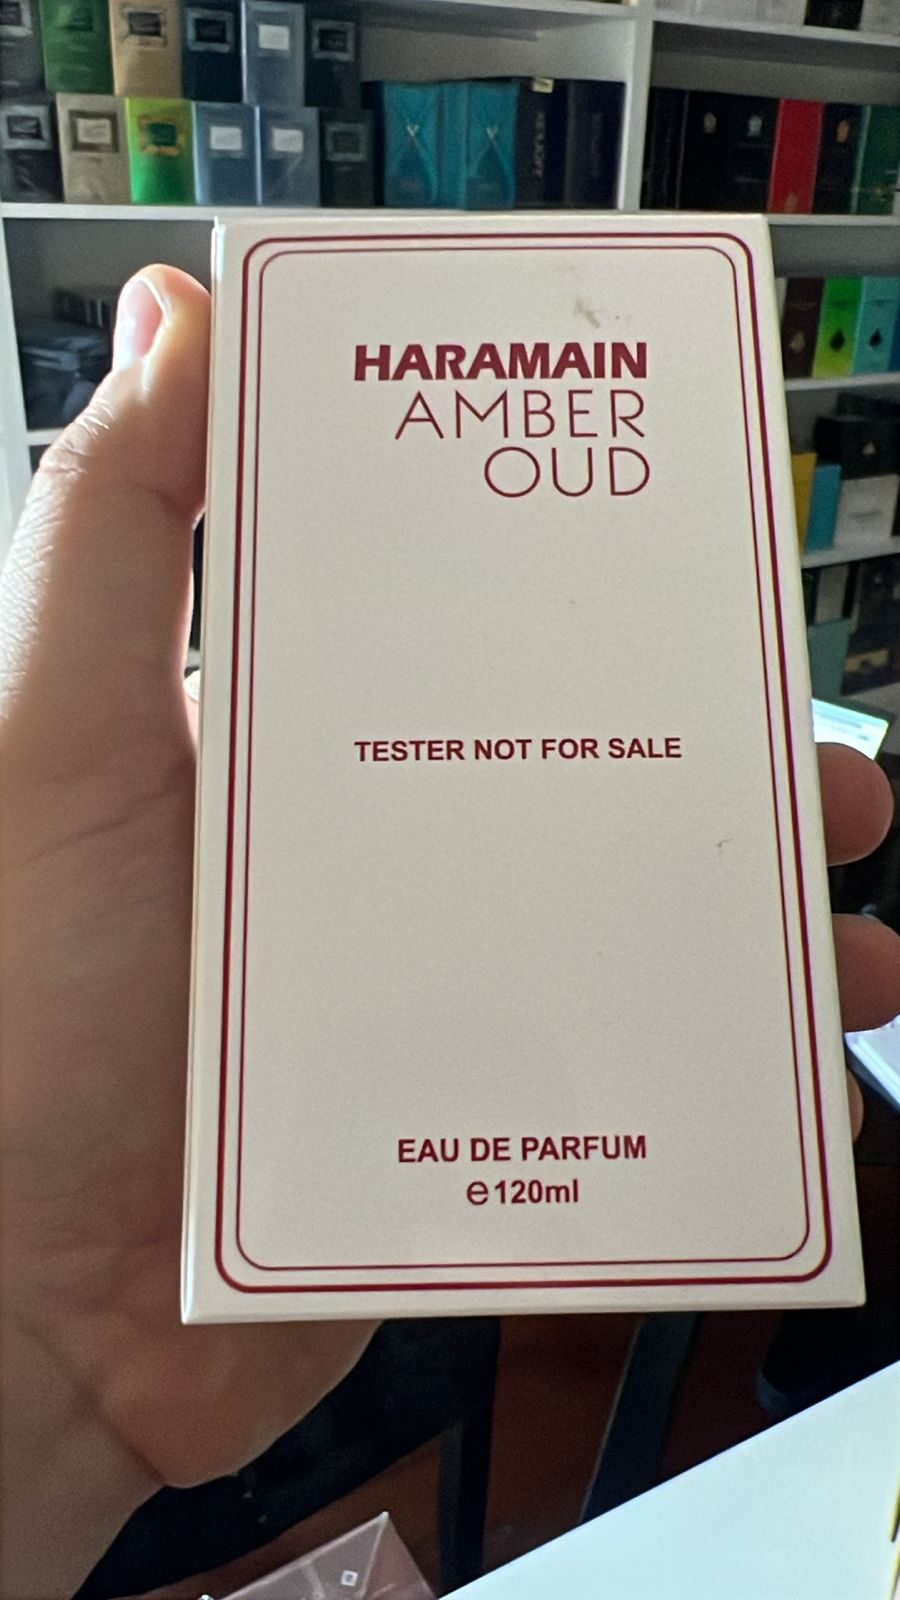 HARAMAIN
AMBER
OUD
TESTER NOT FOR SALE
EAU DE PARFUM
℮120ml